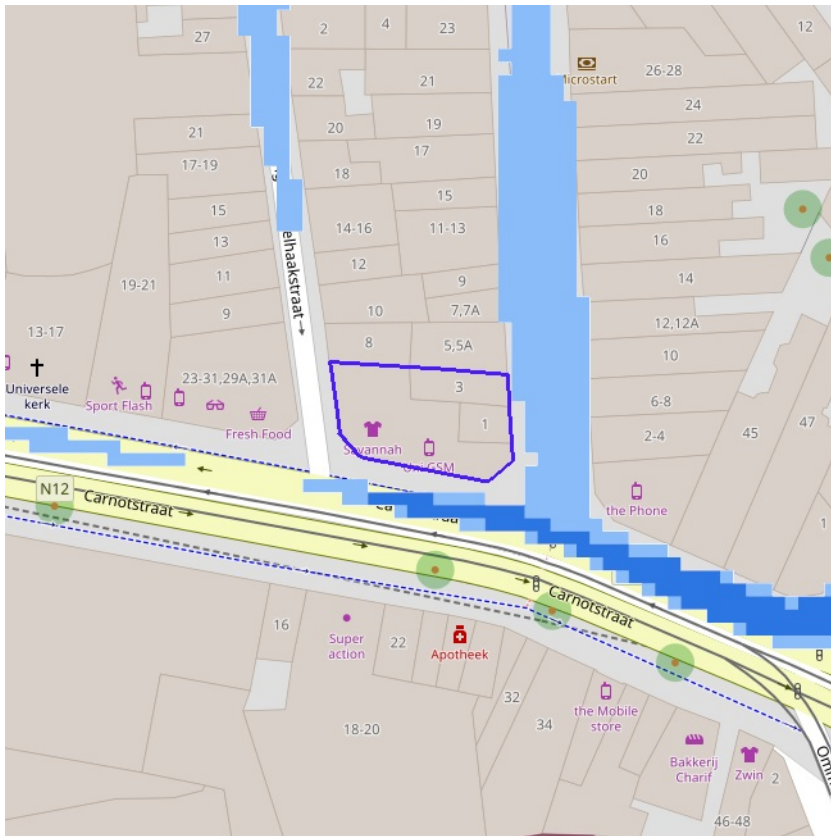 27
2
4
23
12
Microstart
26-28
22
21
24
21
20
19
22
17-19
17
18
20
15
15
18
14-16
11-13
13
16
12
11
9
14
19-21
10
7,7A
9
12,12A
13-17
8
5,5A
10
Universele
kerk
23-31,29A,31A
3
6-8
Sport Flash
47
1
45
2-4
Fresh Food
Savannah
N12
Carnotstraat
the Phone
Carnotstraat
16
Super
action
22
Apotheek
32
the Mobile
store
34
18-20
Bakkerij
Charif
Zwin
2
46-48